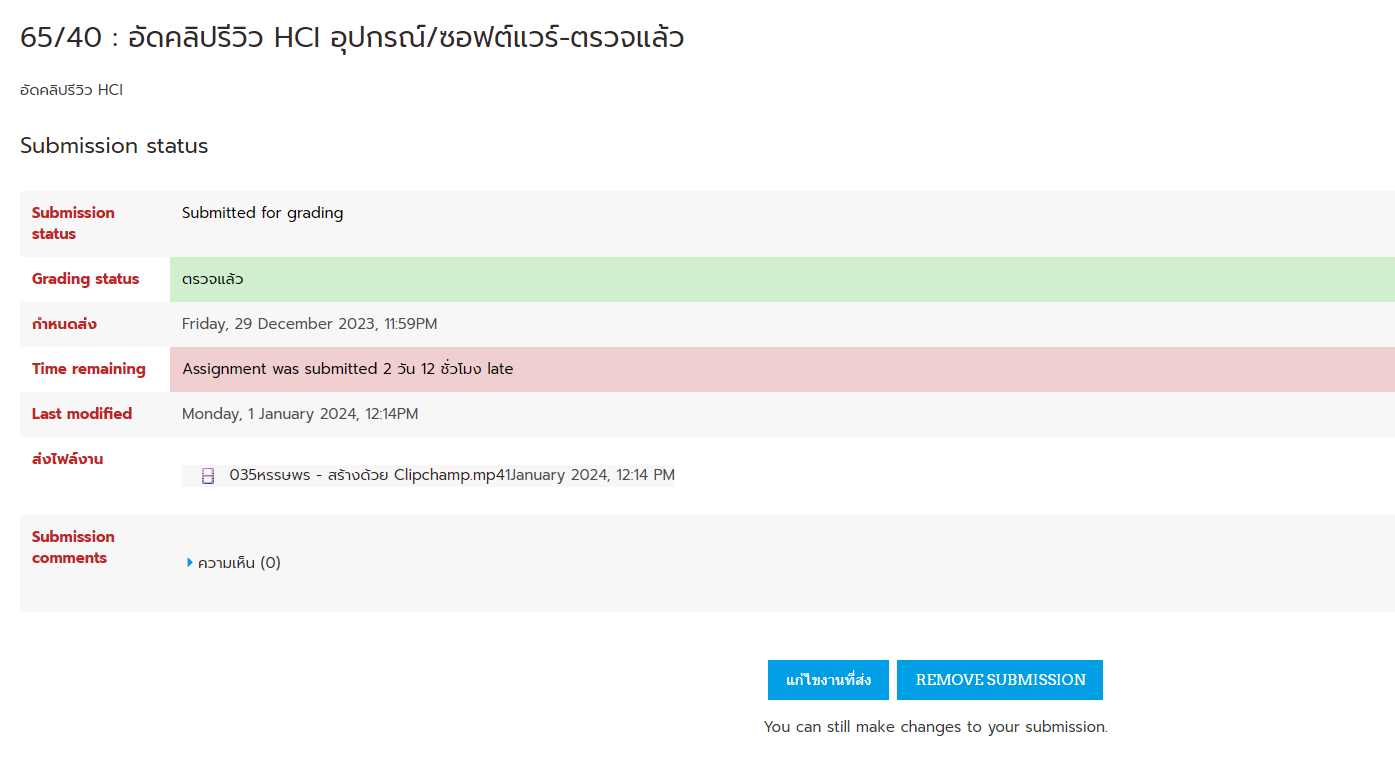 65/40 : อัดคลิปรีวิว HCI อุปกรณ์/ซอฟต์แวร์-ตรวจแล้ว
อัดคลิปรีวิว HCI
Submission status
Submission status
Submitted for grading
Grading status
ตรวจแล้ว
กำหนดส่ง
Friday, 29 December 2023, 11:59PM
Time remaining
Assignment was submitted 2 วัน 12 ชั่วโมง late
Last modified
Monday, 1 January 2024, 12:14PM
ส่งไฟล์งาน
035หรรษพร - สร้างด้วย Clipchamp.mp41January 2024, 12:14 PM
Submission comments
ความเห็น (0)
แก้ไขงานที่ส่ง
REMOVE SUBMISSION
You can still make changes to your submission.